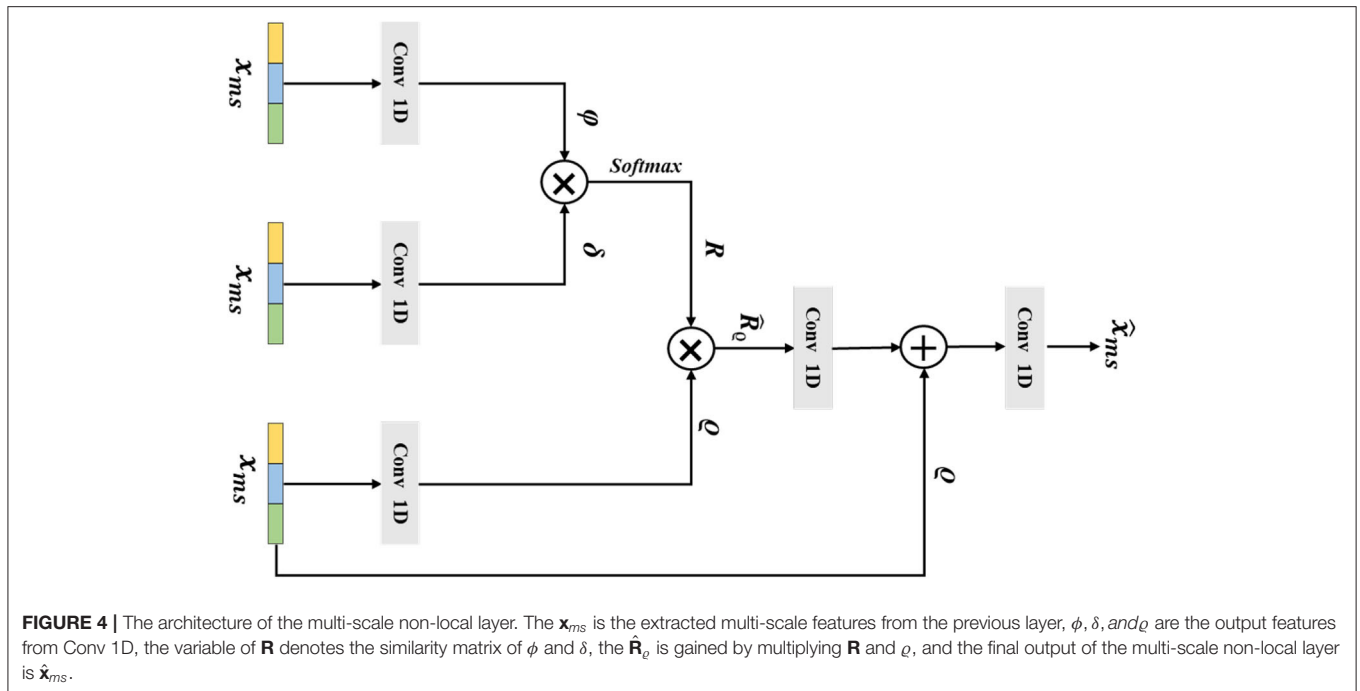 x_ms
Conv 1D
φ
Softmax
x_ms
Conv 1D
δ
R
R̂_ϱ
Conv 1D
Conv 1D
x̂_ms
x_ms
Conv 1D
ϱ
ϱ
FIGURE 4 | The architecture of the multi-scale non-local layer. The x_ms is the extracted multi-scale features from the previous layer, ϕ, δ, andϱ are the output features
from Conv 1D, the variable of R denotes the similarity matrix of ϕ and δ, the R̂_ϱ is gained by multiplying R and ϱ, and the final output of the multi-scale non-local layer
is x̂_ms.